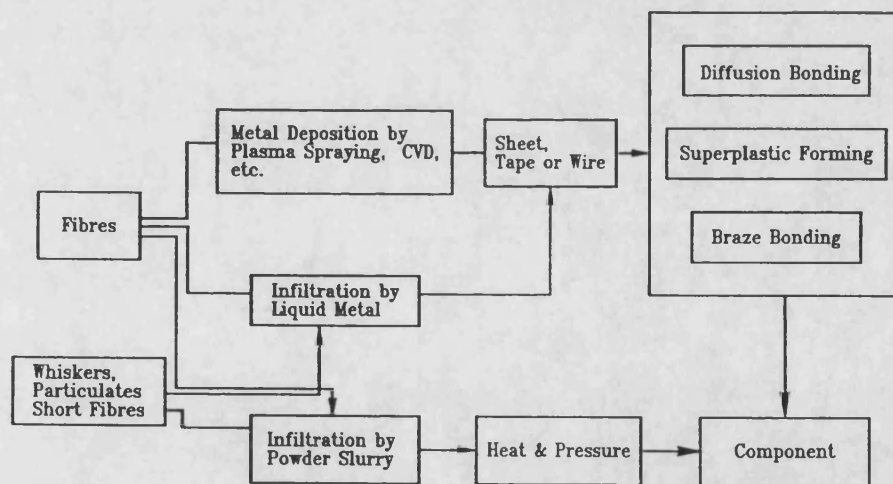 Diffusion Bonding
Metal Deposition by
Plasma Spraying, CVD,
etc.
Sheet,
Tape or Wire
Superplastic Forming
Fibres
Braze Bonding
Infiltration by
Liquid Metal
Whiskers,
Particulates
Short Fibres
Infiltration by
Powder Slurry
Heat & Pressure
Component